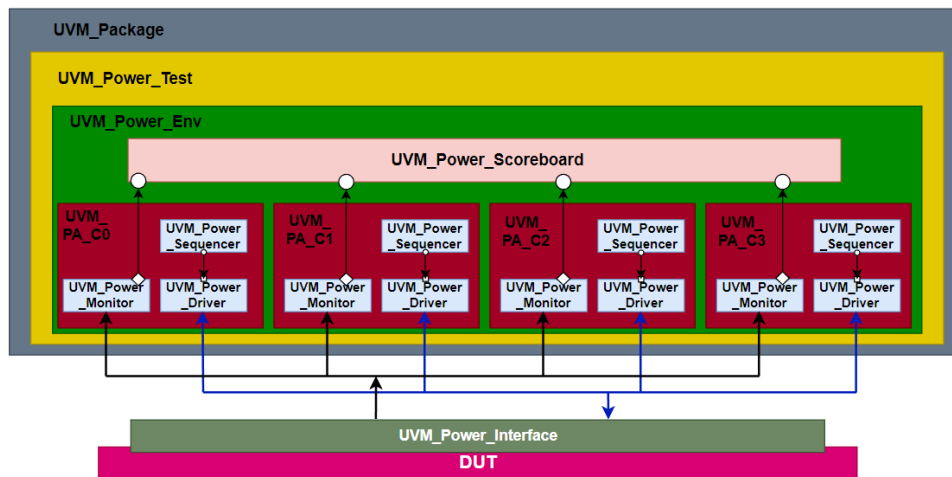 UVM_Package
UVM_Power_Test
UVM_Power_Env
UVM_Power_Scoreboard
UVM_
PA_C0
UVM_Power
_Sequencer
UVM_Power
_Monitor
UVM_Power
_Driver
UVM_
PA_C1
UVM_Power
_Sequencer
UVM_Power
_Monitor
UVM_Power
_Driver
UVM_
PA_C2
UVM_Power
_Sequencer
UVM_Power
_Monitor
UVM_Power
_Driver
UVM_
PA_C3
UVM_Power
_Sequencer
UVM_Power
_Monitor
UVM_Power
_Driver
UVM_Power_Interface
DUT